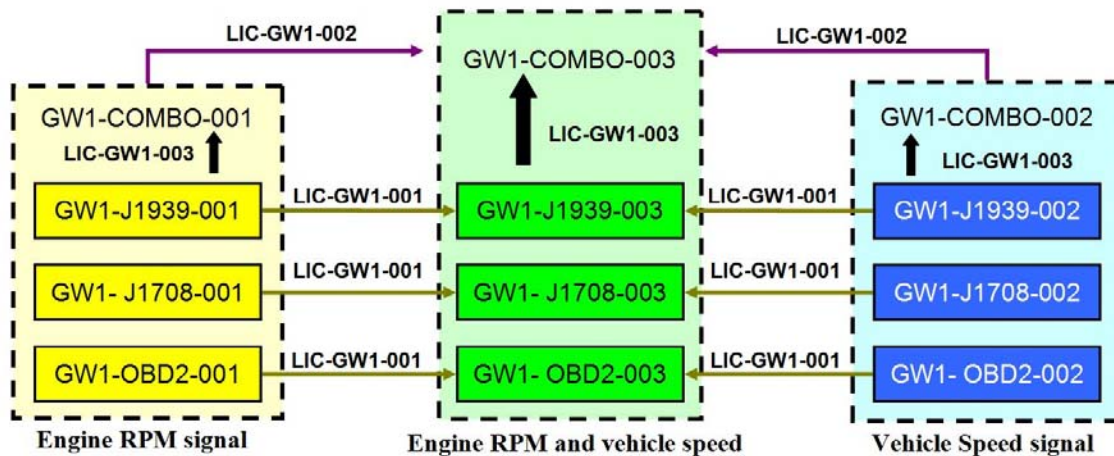 LIC-GW1-002
LIC-GW1-002
GW1-COMBO-003
GW1-COMBO-001
GW1-COMBO-002
LIC-GW1-003
LIC-GW1-003
LIC-GW1-003
GW1-J1939-001
LIC-GW1-001
GW1-J1939-003
LIC-GW1-001
GW1-J1939-002
GW1- J1708-001
LIC-GW1-001
GW1- J1708-003
LIC-GW1-001
GW1-J1708-002
GW1-OBD2-001
LIC-GW1-001
GW1- OBD2-003
LIC-GW1-001
GW1- OBD2-002
Engine RPM signal
Engine RPM and vehicle speed
Vehicle Speed signal